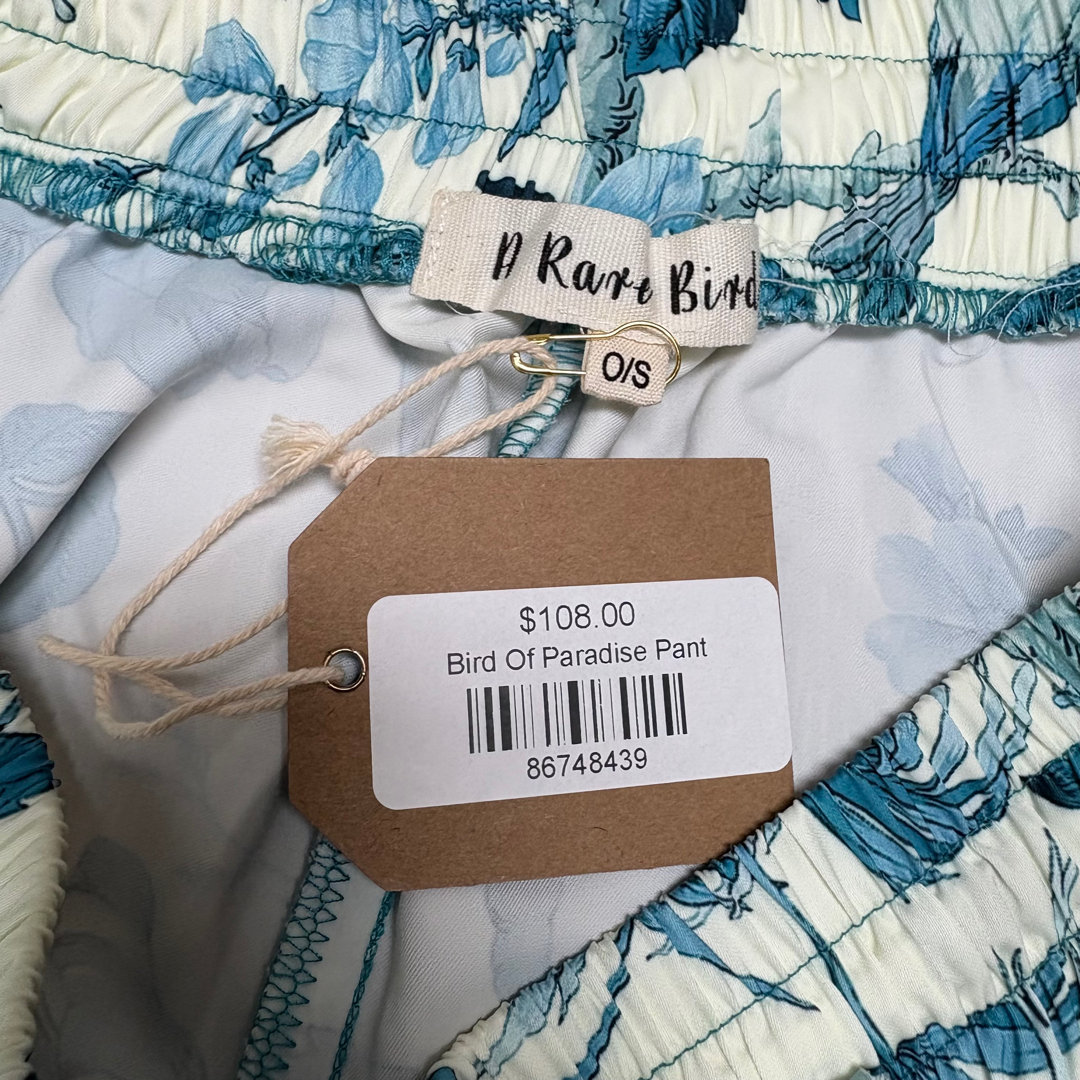 A Rare Bird
O/S
$108.00
Bird Of Paradise Pant
86748439